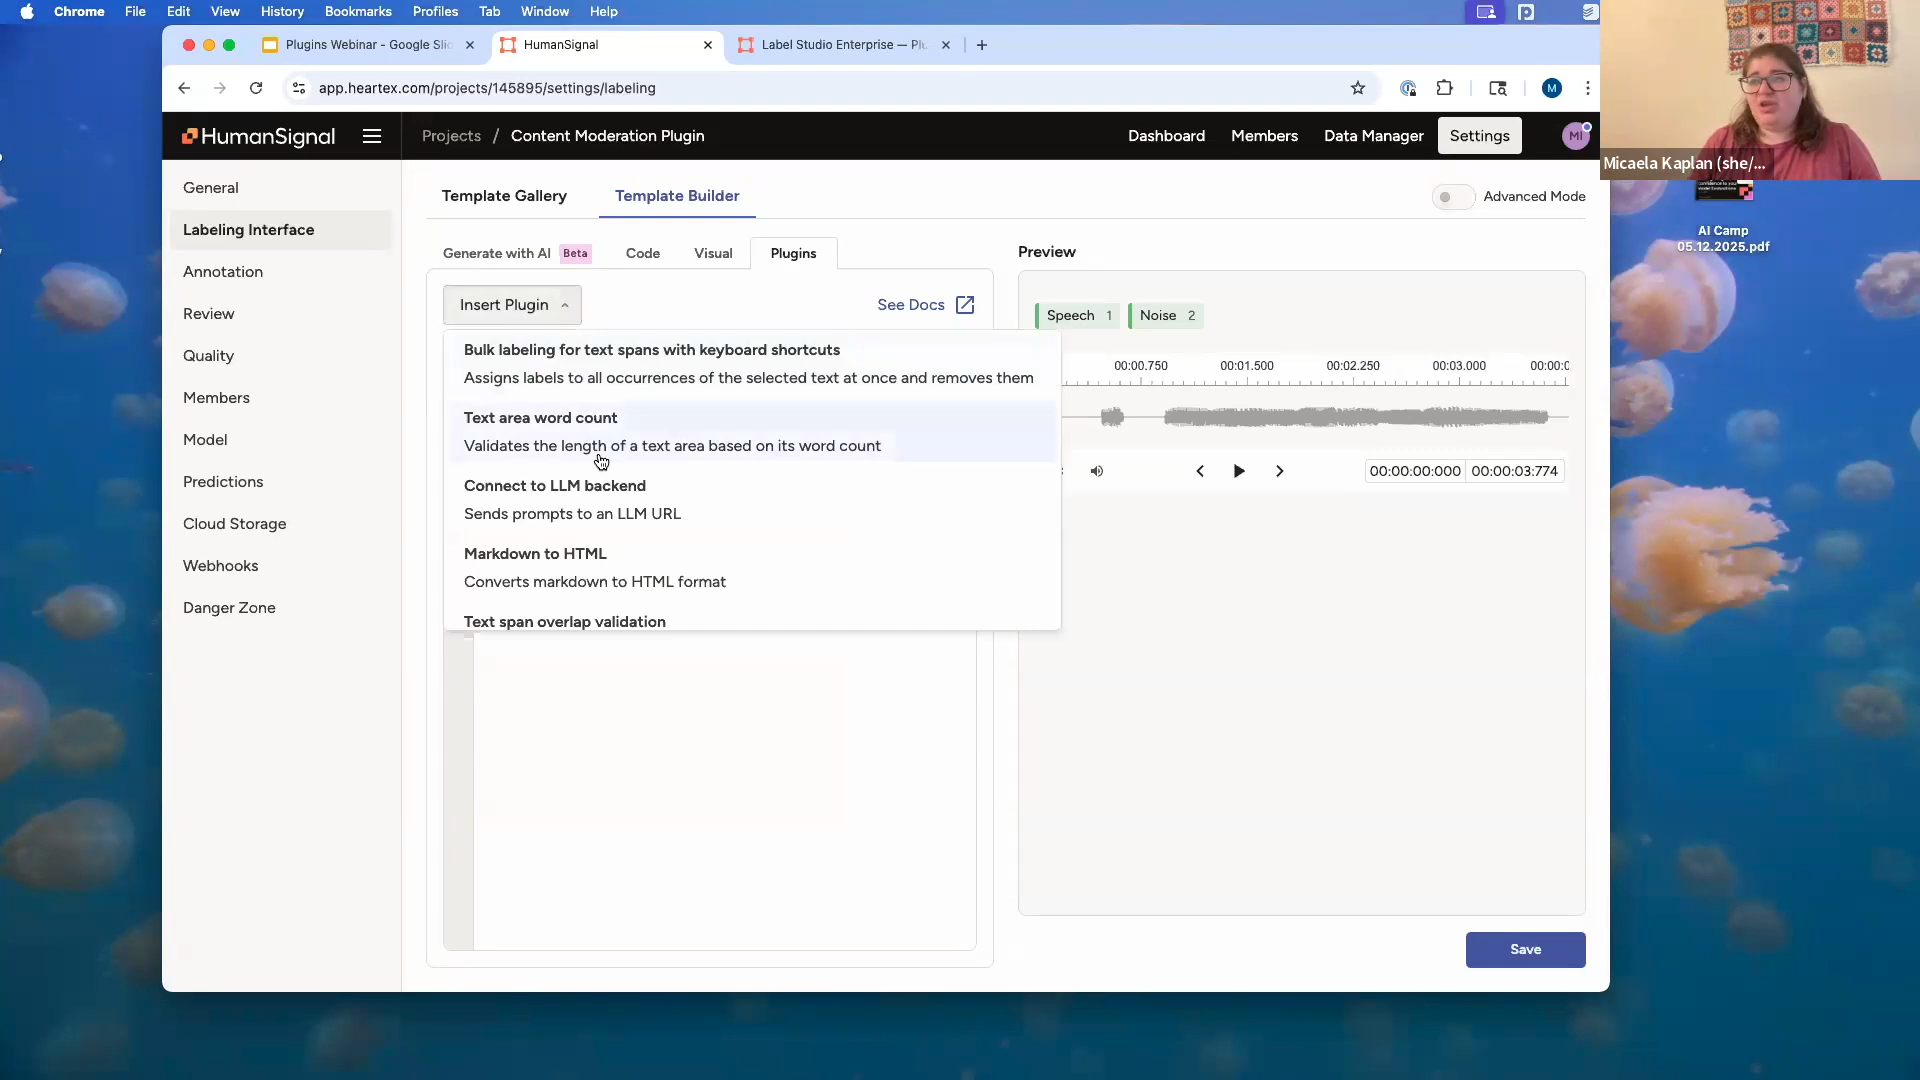 Chrome File Edit View History Bookmarks Profiles Tab Window Help
Plugins Webinar - Google Slic
HumanSignal
Label Studio Enterprise — Plu
app.heartex.com/projects/145895/settings/labeling
M
HumanSignal
Projects / Content Moderation Plugin
Dashboard Members Data Manager Settings
MI
Micaela Kaplan (she/...
General
Labeling Interface
Annotation
Review
Quality
Members
Model
Predictions
Cloud Storage
Webhooks
Danger Zone
Template Gallery Template Builder
Advanced Mode
Generate with AI Beta Code Visual Plugins
Insert Plugin
See Docs
Bulk labeling for text spans with keyboard shortcuts
Assigns labels to all occurrences of the selected text at once and removes them
Text area word count
Validates the length of a text area based on its word count
Connect to LLM backend
Sends prompts to an LLM URL
Markdown to HTML
Converts markdown to HTML format
Text span overlap validation
Preview
Speech 1 Noise 2
00:00.750 00:01.500 00:02.250 00:03.000 00:00:0
00:00:00:000 00:00:03:774
Save
AI Camp
05.12.2025.pdf